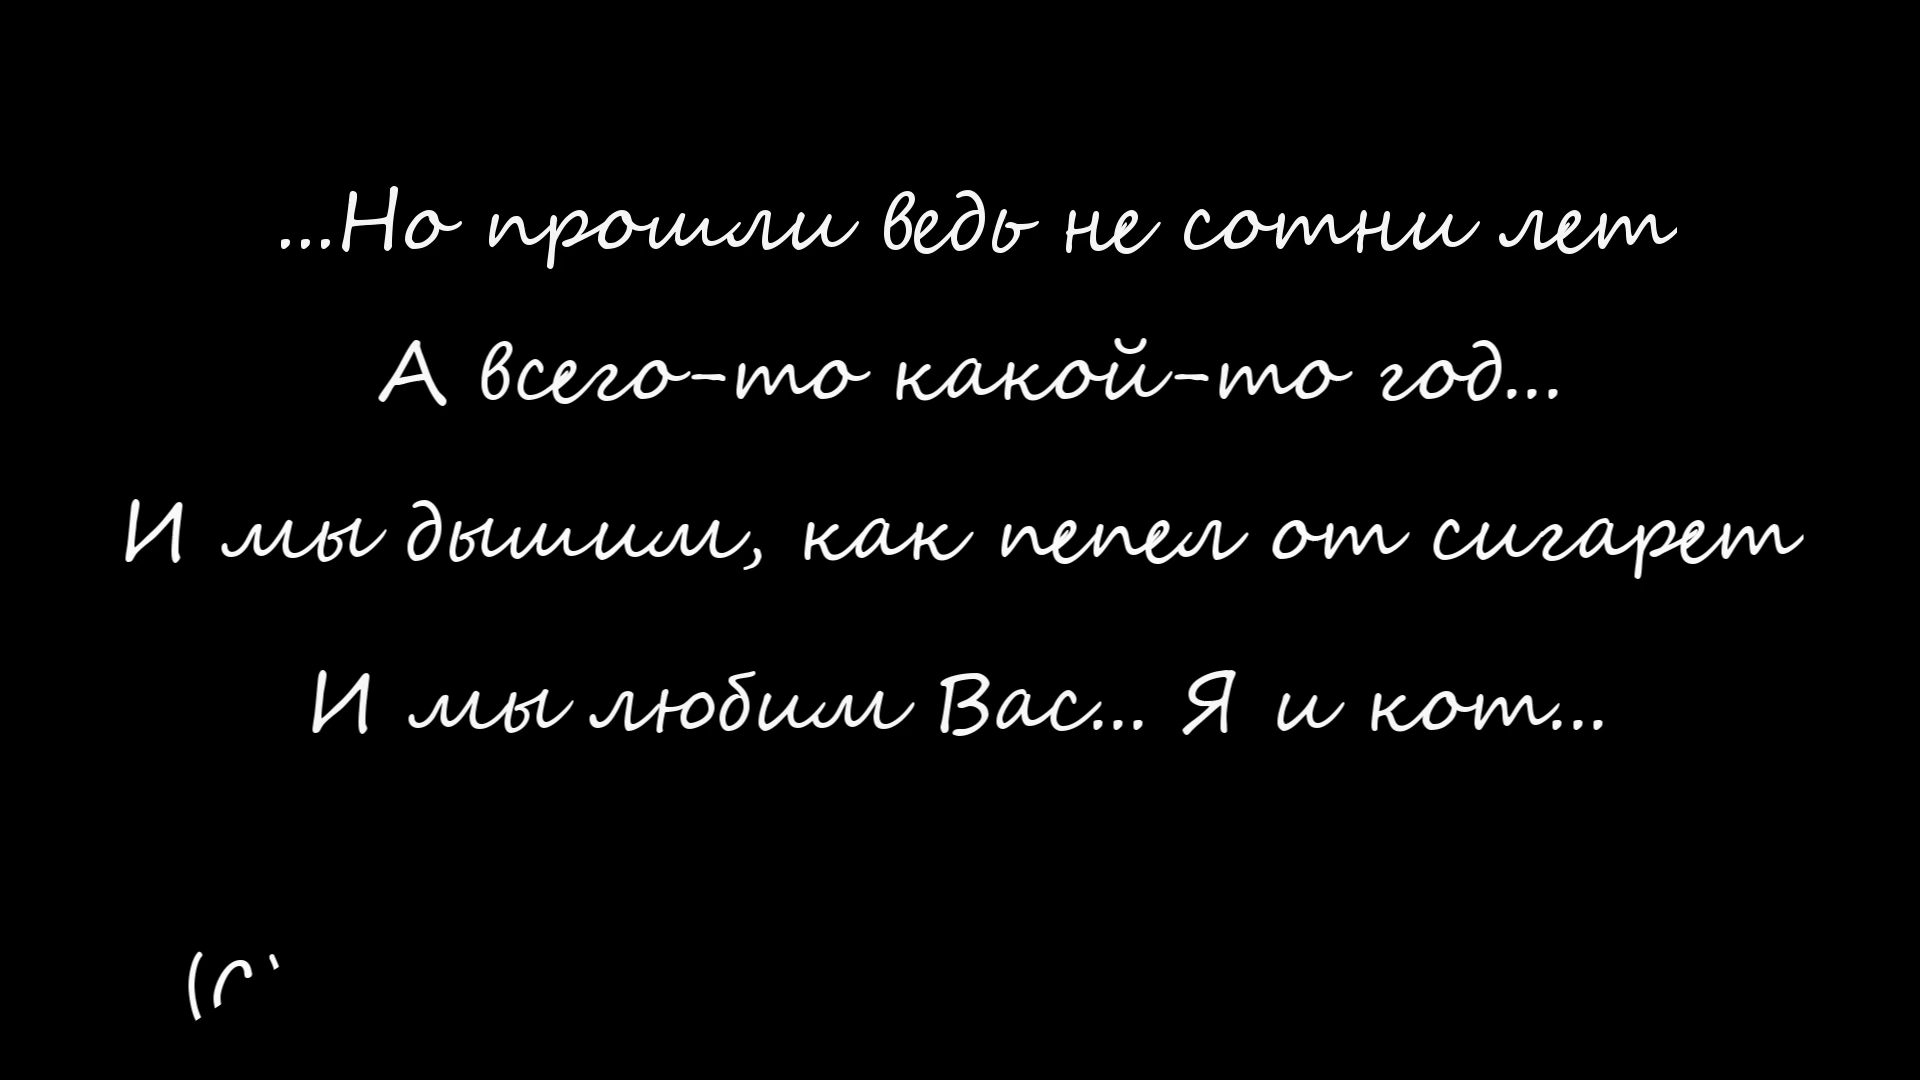 ...Но прошли ведь не сотни лет
А всего-то какой-то год...
И мы дышим, как пепел от сигарет
И мы любим Вас... Я и кот...